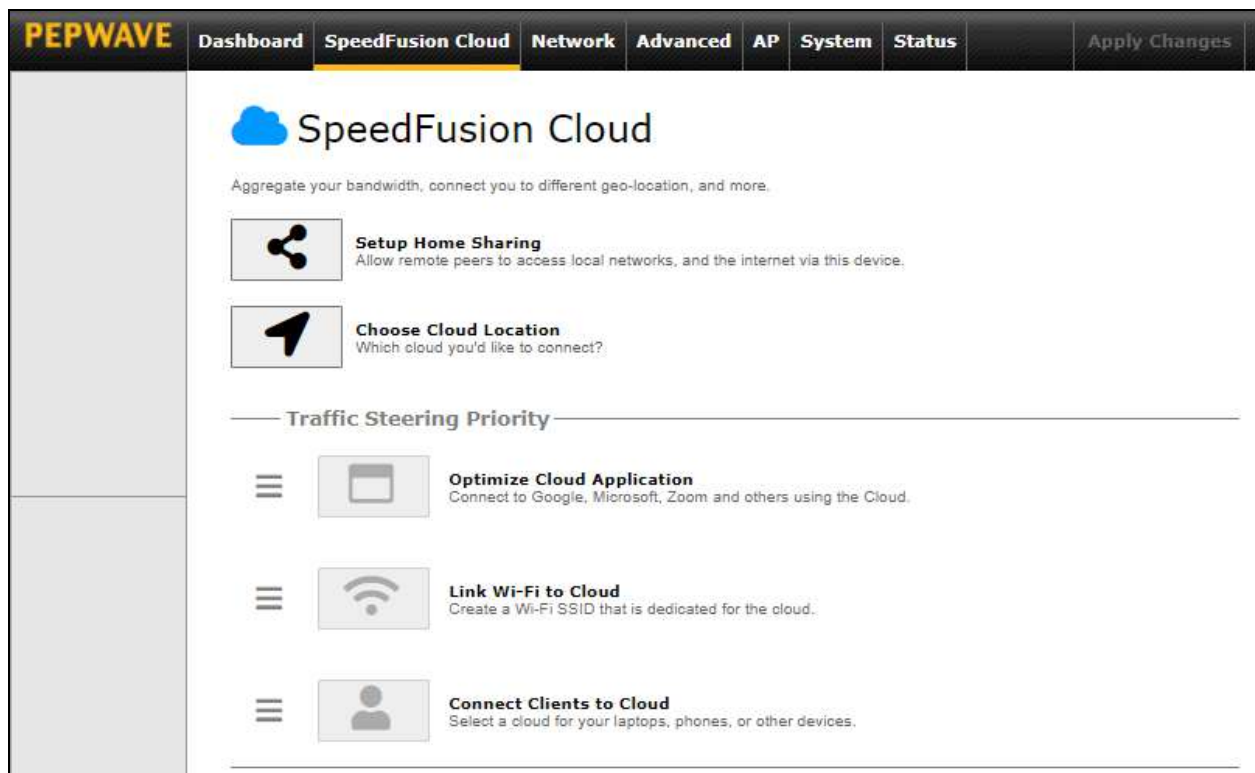 PEPWAVE Dashboard SpeedFusion Cloud Network Advanced AP System Status Apply Changes
SpeedFusion Cloud
Aggregate your bandwidth, connect you to different geo-location, and more.
Setup Home Sharing
Allow remote peers to access local networks, and the internet via this device.
Choose Cloud Location
Which cloud you'd like to connect?
Traffic Steering Priority
Optimize Cloud Application
Connect to Google, Microsoft, Zoom and others using the Cloud.
Link Wi-Fi to Cloud
Create a Wi-Fi SSID that is dedicated for the cloud.
Connect Clients to Cloud
Select a cloud for your laptops, phones, or other devices.